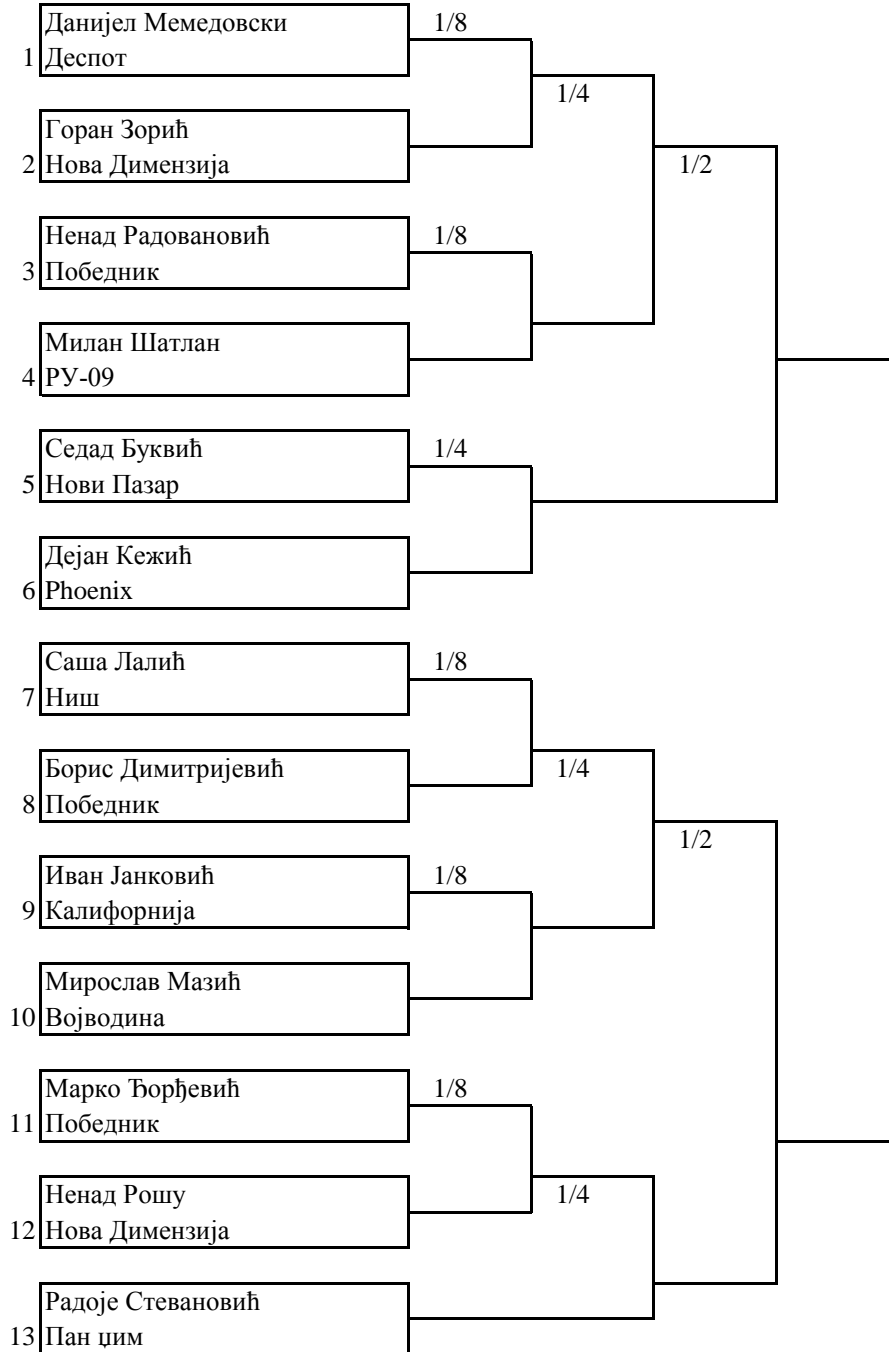 Данијел Мемедовски 1/8
1 Деспот
1/4
Горан Зорић
2 Нова Димензија 1/2
Ненад Радовановић 1/8
3 Победник
Милан Шатлан
4 РУ-09
Седад Буквић 1/4
5 Нови Пазар
Дејан Кежић
6 Phoenix
Саша Лалић 1/8
7 Ниш
Борис Димитријевић 1/4
8 Победник
1/2
Иван Јанковић 1/8
9 Калифорнија
Мирослав Мазић
10 Војводина
Марко Ђорђевић 1/8
11 Победник
Ненад Рошу 1/4
12 Нова Димензија
Радоје Стевановић
13 Пан џим